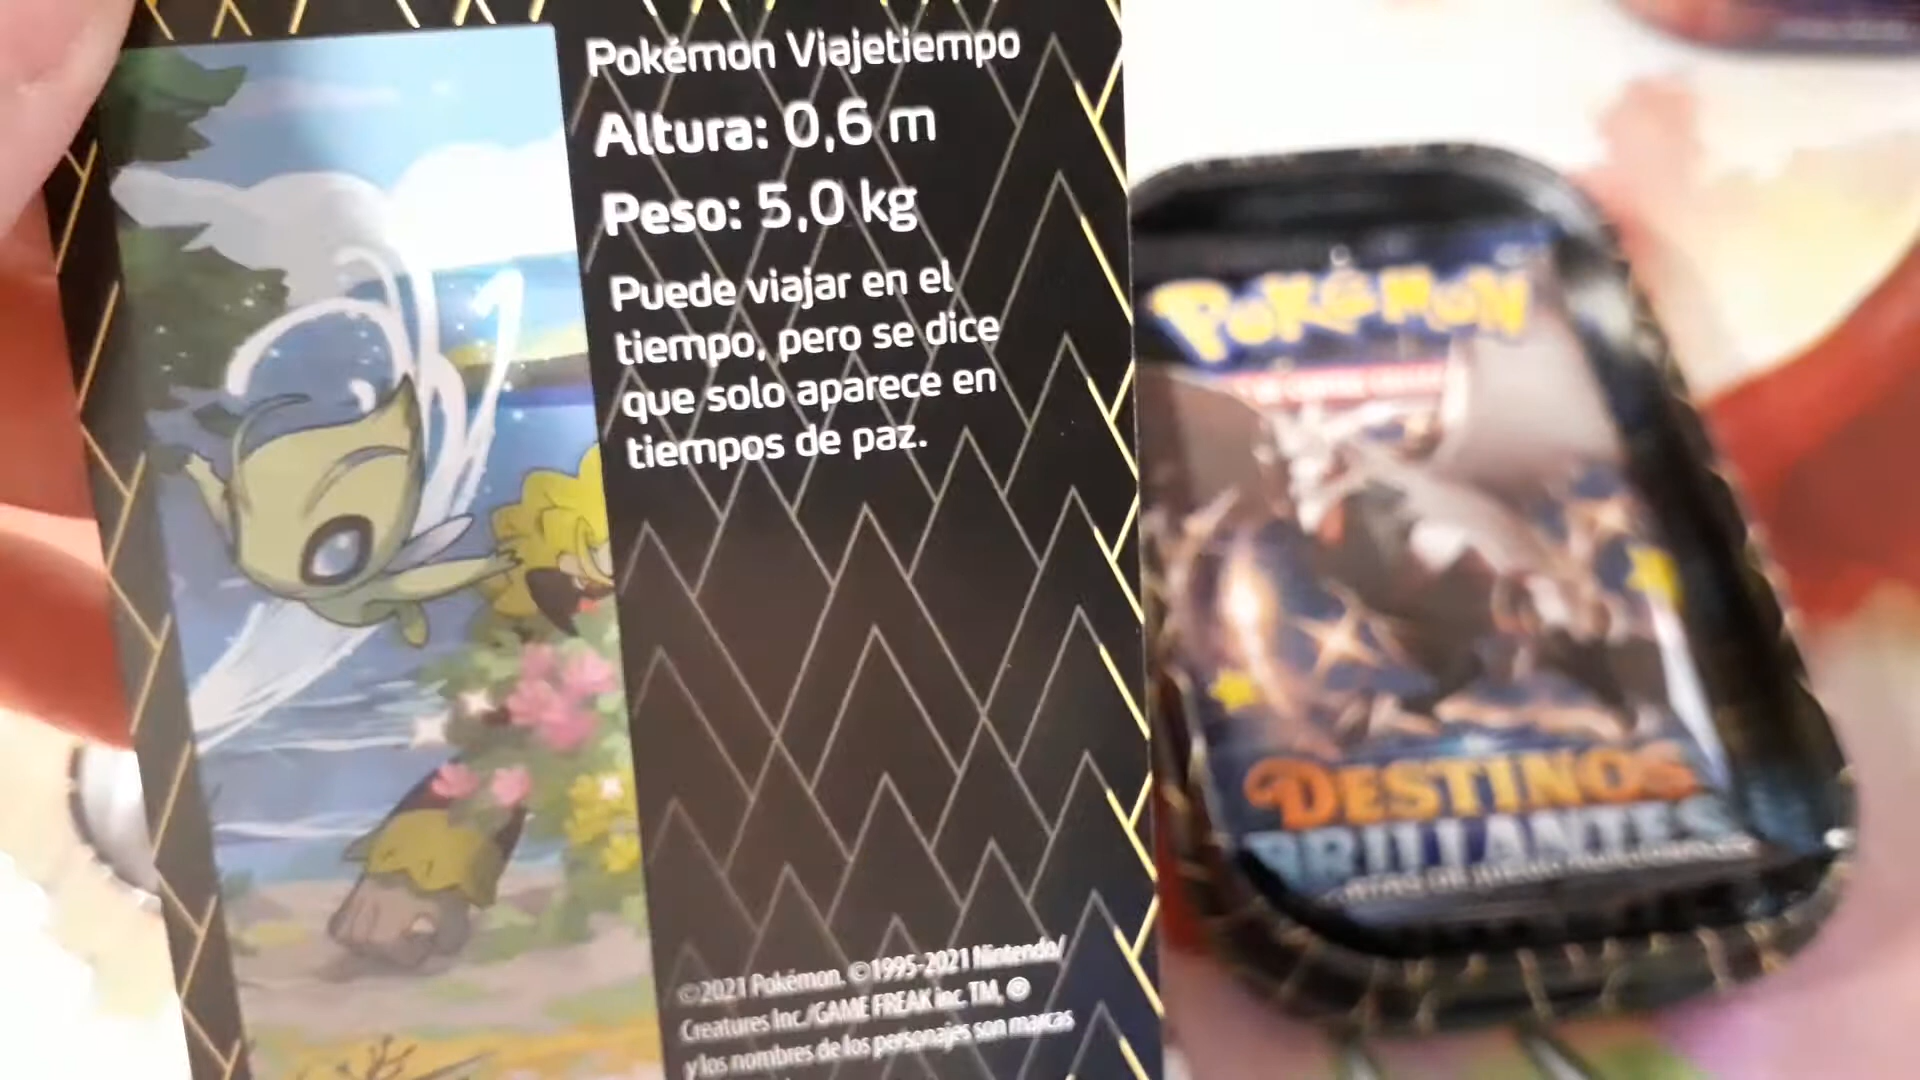 Pokémon Viajetiempo
Altura: 0,6 m
Peso: 5,0 kg
Puede viajar en el
tiempo, pero se dice
que solo aparece en
tiempos de paz.
©2021 Pokémon. ©1995-2021 Nintendo/
Creatures Inc./GAME FREAK inc. TM, ®
y los nombres de los personajes son marcas
POKéMON
DESTINOS
BRILLANTES